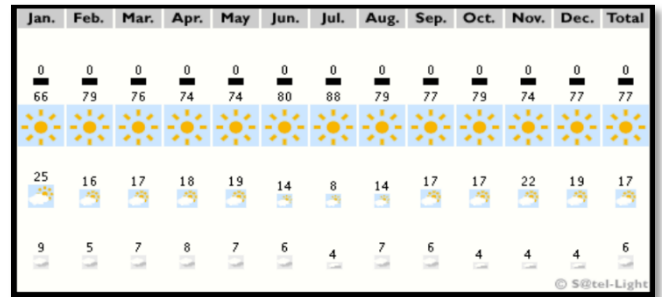 Jan. Feb. Mar. Apr. May Jun. Jul. Aug. Sep. Oct. Nov. Dec. Total
0 0 0 0 0 0 0 0 0 0 0 0 0
66 79 76 74 74 80 88 79 77 79 74 77 77
25 16 17 18 19 14 8 14 17 17 22 19 17
9 5 7 8 7 6 4 7 6 4 4 4 6
© S@tel-Light